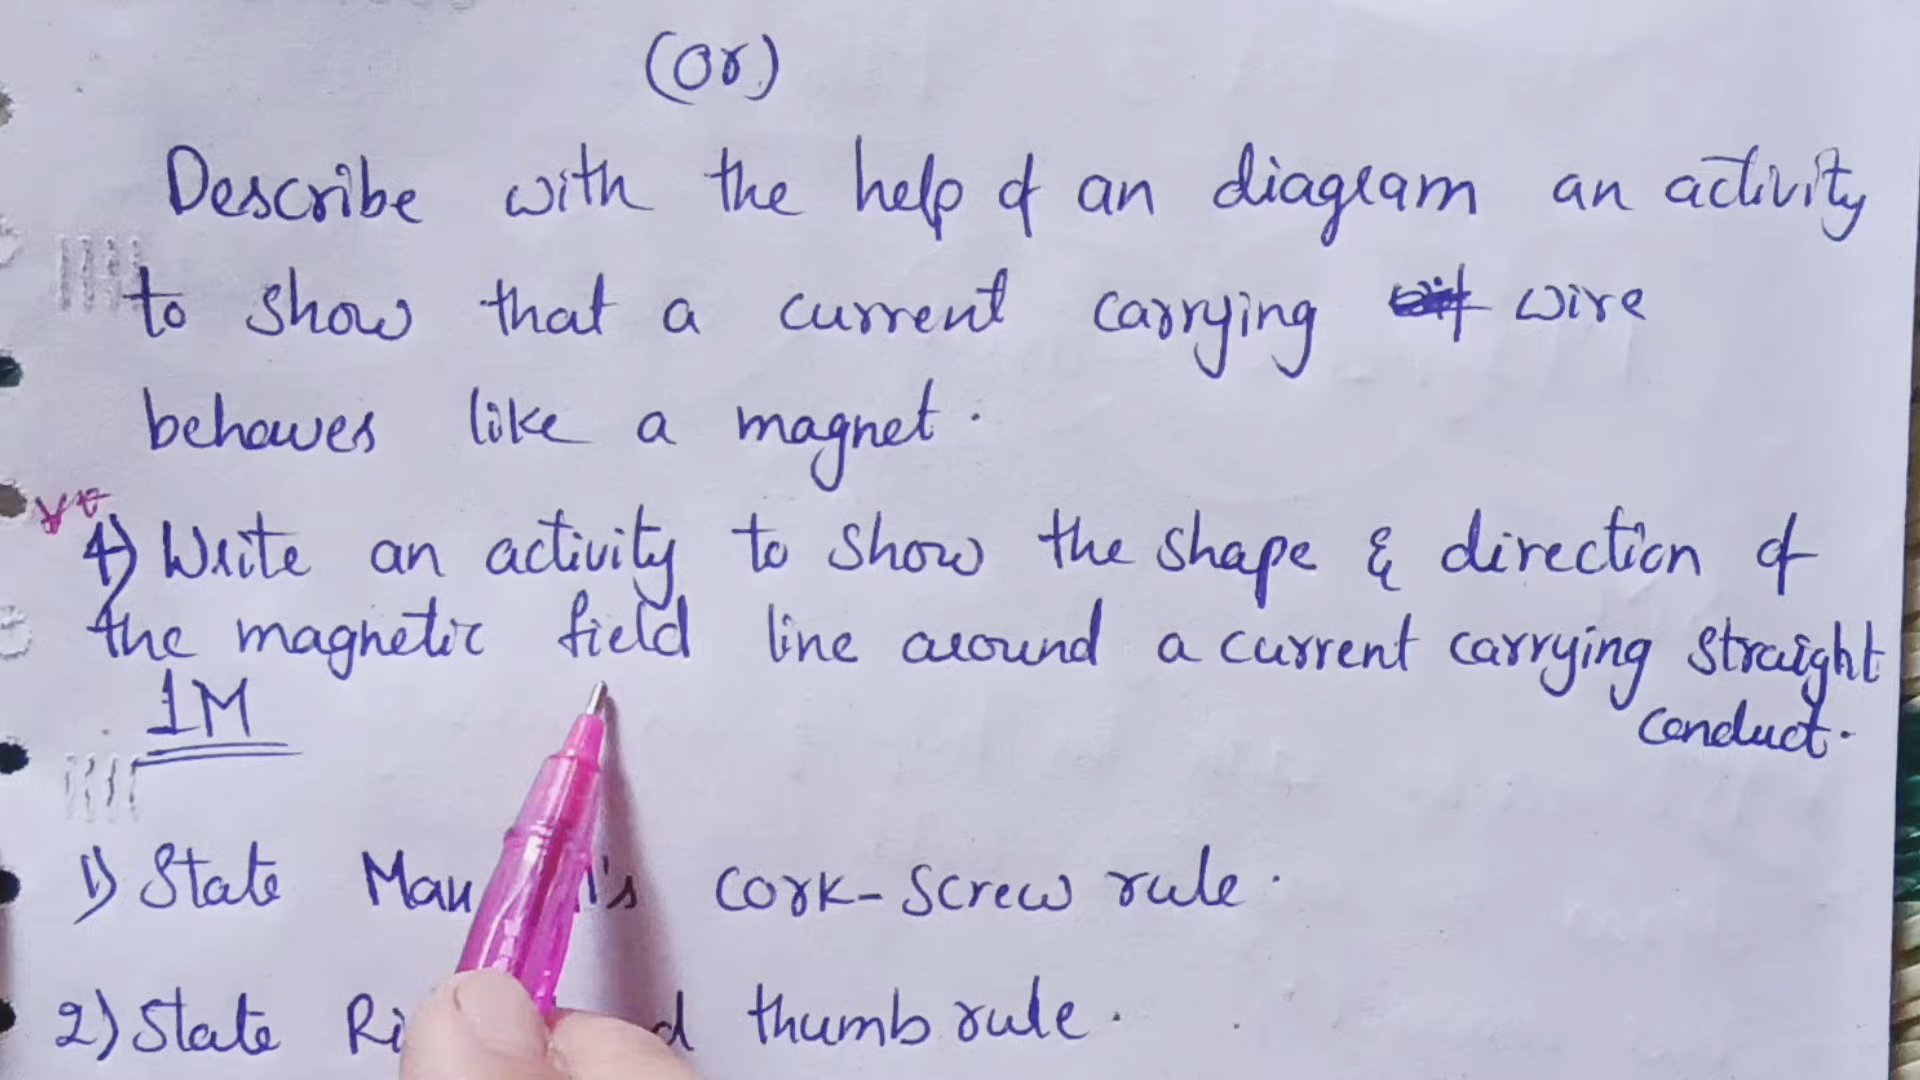 (Or)
Describe with the help of an diagram an activity
to show that a current carrying wire
behaves like a magnet.
4) Write an activity to show the shape & direction of
the magnetic field line around a current carrying straight
conduct.
1M
1) State cork-screw rule.
2) State thumb rule.